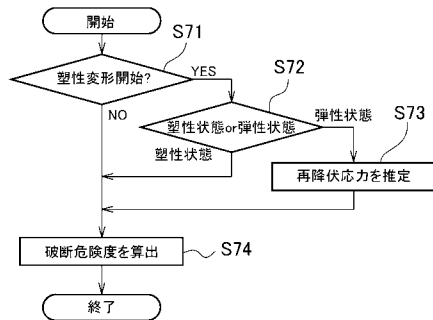 開始
S71
塑性変形開始?
YES
S72
NO
塑性状態or弾性状態
弾性状態
S73
塑性状態
再降伏応力を推定
破断危険度を算出
S74
終了